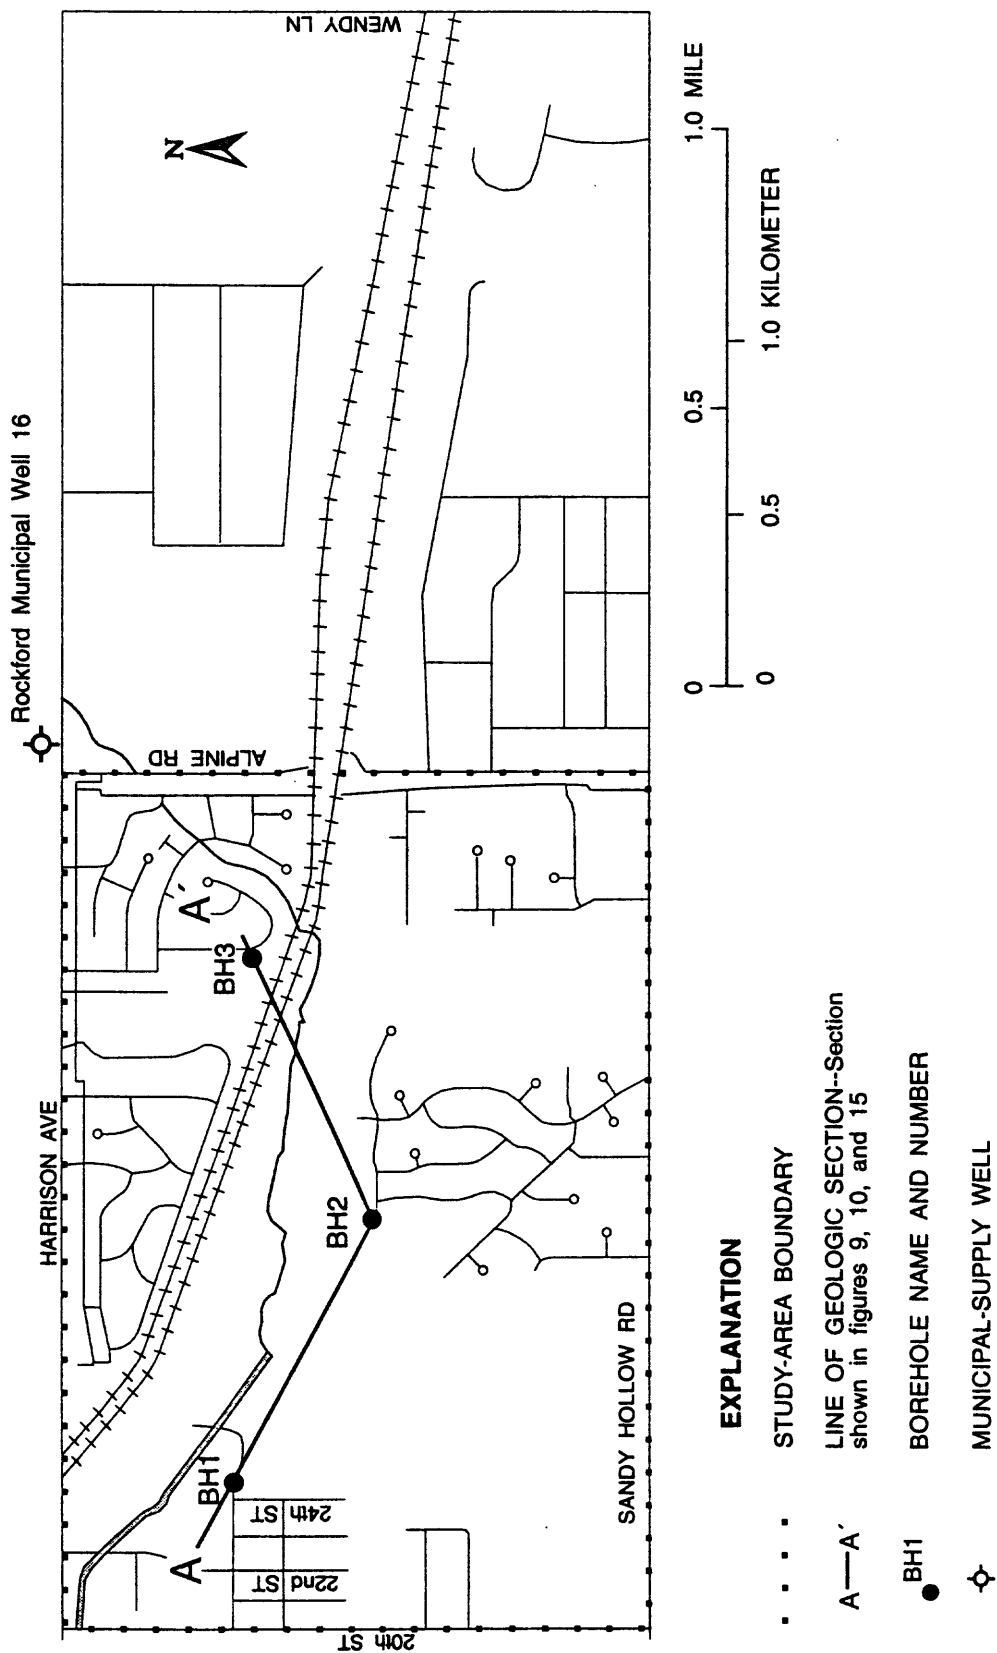 Rockford Municipal Well 16
HARRISON AVE
WENDY LN
N
ALPINE RD
A
A′
BH1
BH2
BH3
24th ST
22nd ST
20th ST
SANDY HOLLOW RD
0
0.5
1.0 MILE
0
0.5
1.0 KILOMETER
EXPLANATION
STUDY-AREA BOUNDARY
A
A′
LINE OF GEOLOGIC SECTION--Section
shown in figures 9, 10, and 15
BH1
BOREHOLE NAME AND NUMBER
MUNICIPAL-SUPPLY WELL